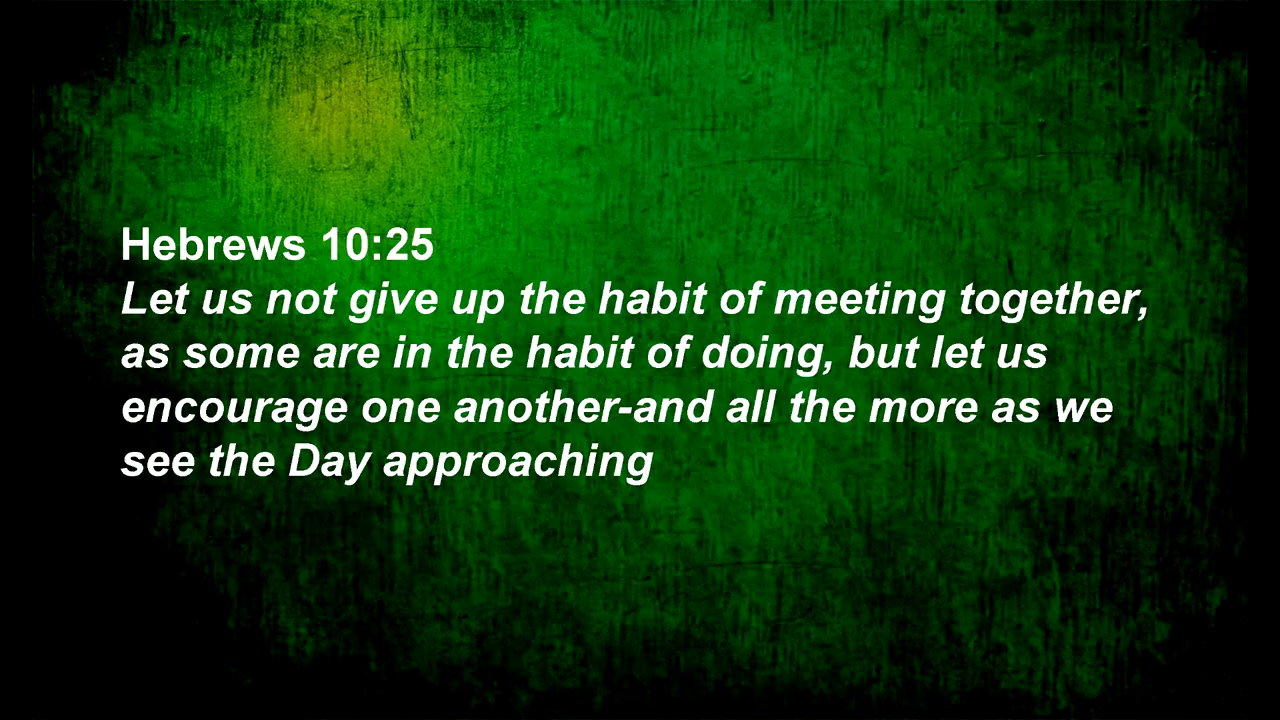 Hebrews 10:25
Let us not give up the habit of meeting together,
as some are in the habit of doing, but let us
encourage one another-and all the more as we
see the Day approaching